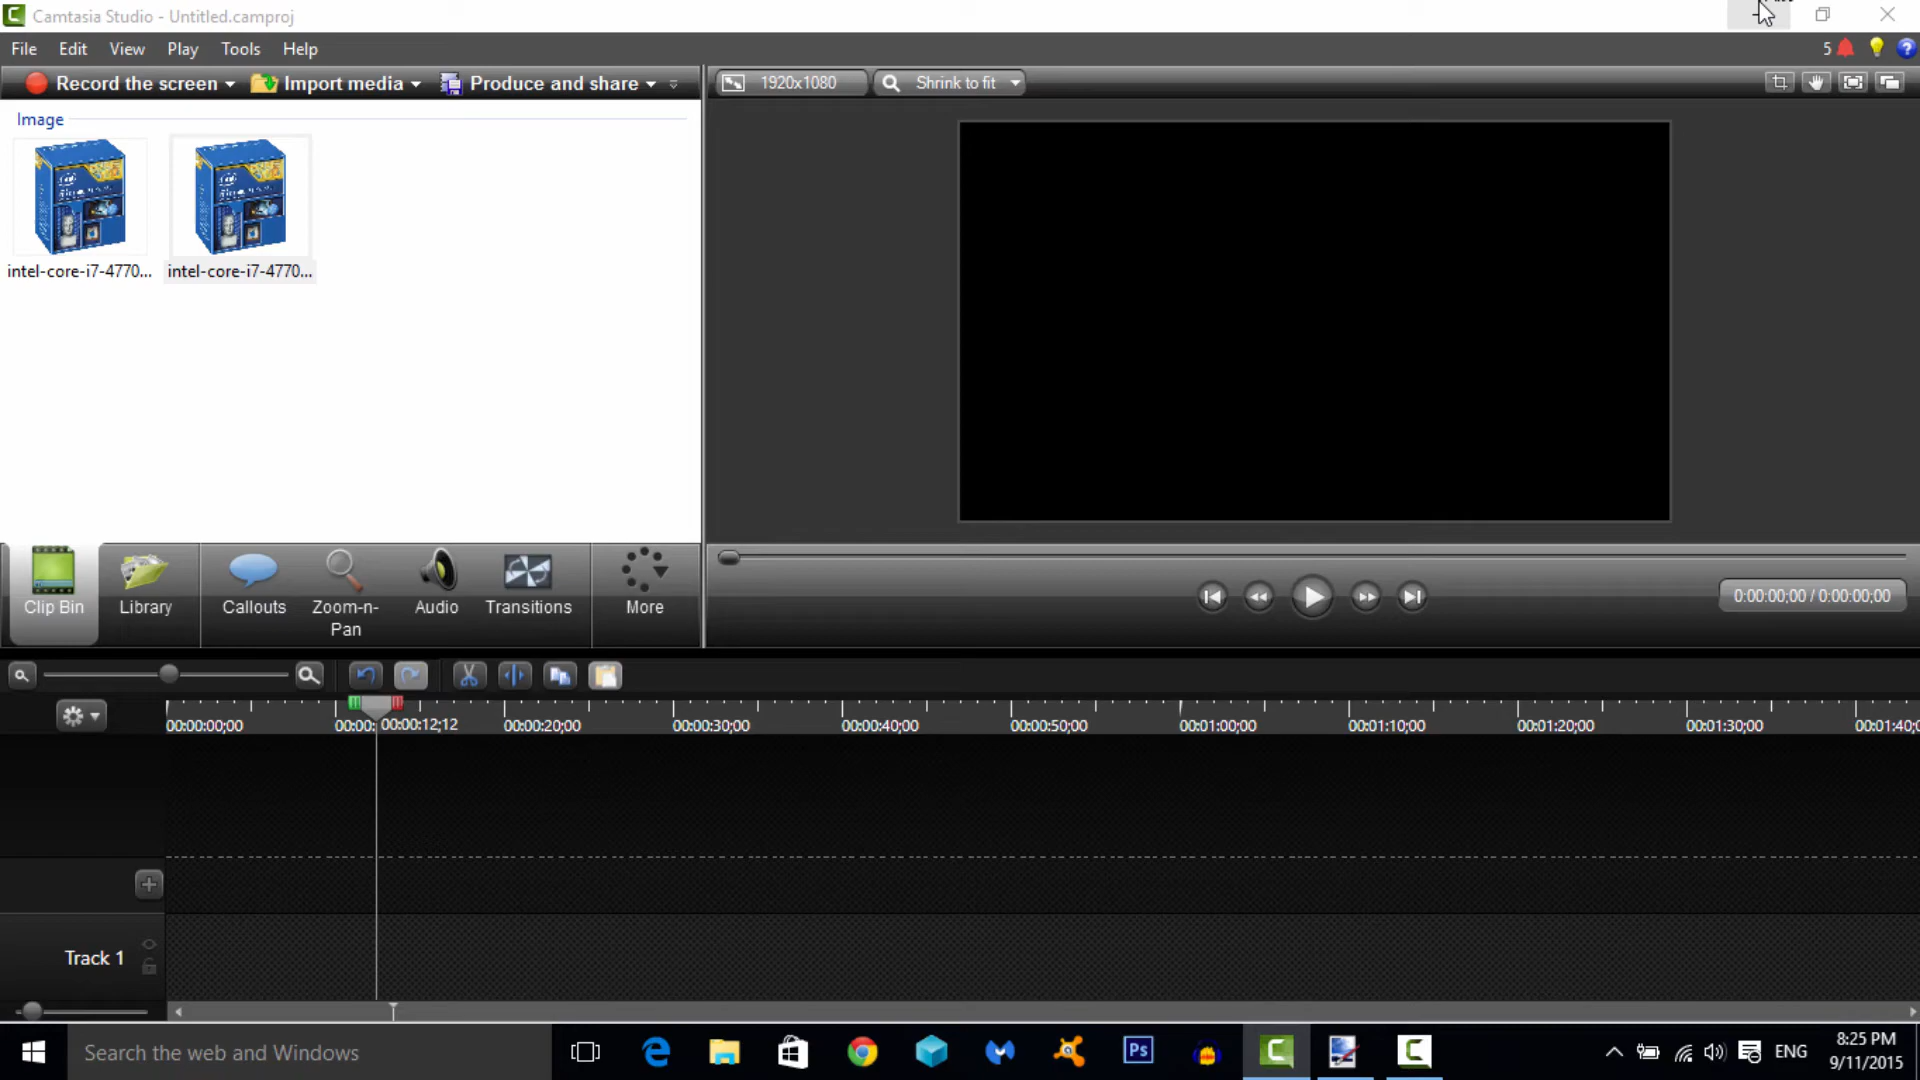 Camtasia Studio - Untitled.camproj
File Edit View Play Tools Help
5
Record the screen Import media Produce and share
1920x1080 Shrink to fit
Image
intel-core-i7-4770... intel-core-i7-4770...
Clip Bin Library Callouts Zoom-n-Pan Audio Transitions More
0:00:00;00 / 0:00:00;00
00:00:00;00 00:00: 00:00:12;12 00:00:20;00 00:00:30;00 00:00:40;00 00:00:50;00 00:01:00;00 00:01:10;00 00:01:20;00 00:01:30;00 00:01:40;0
Track 1
Search the web and Windows
Ps
ENG
8:25 PM
9/11/2015